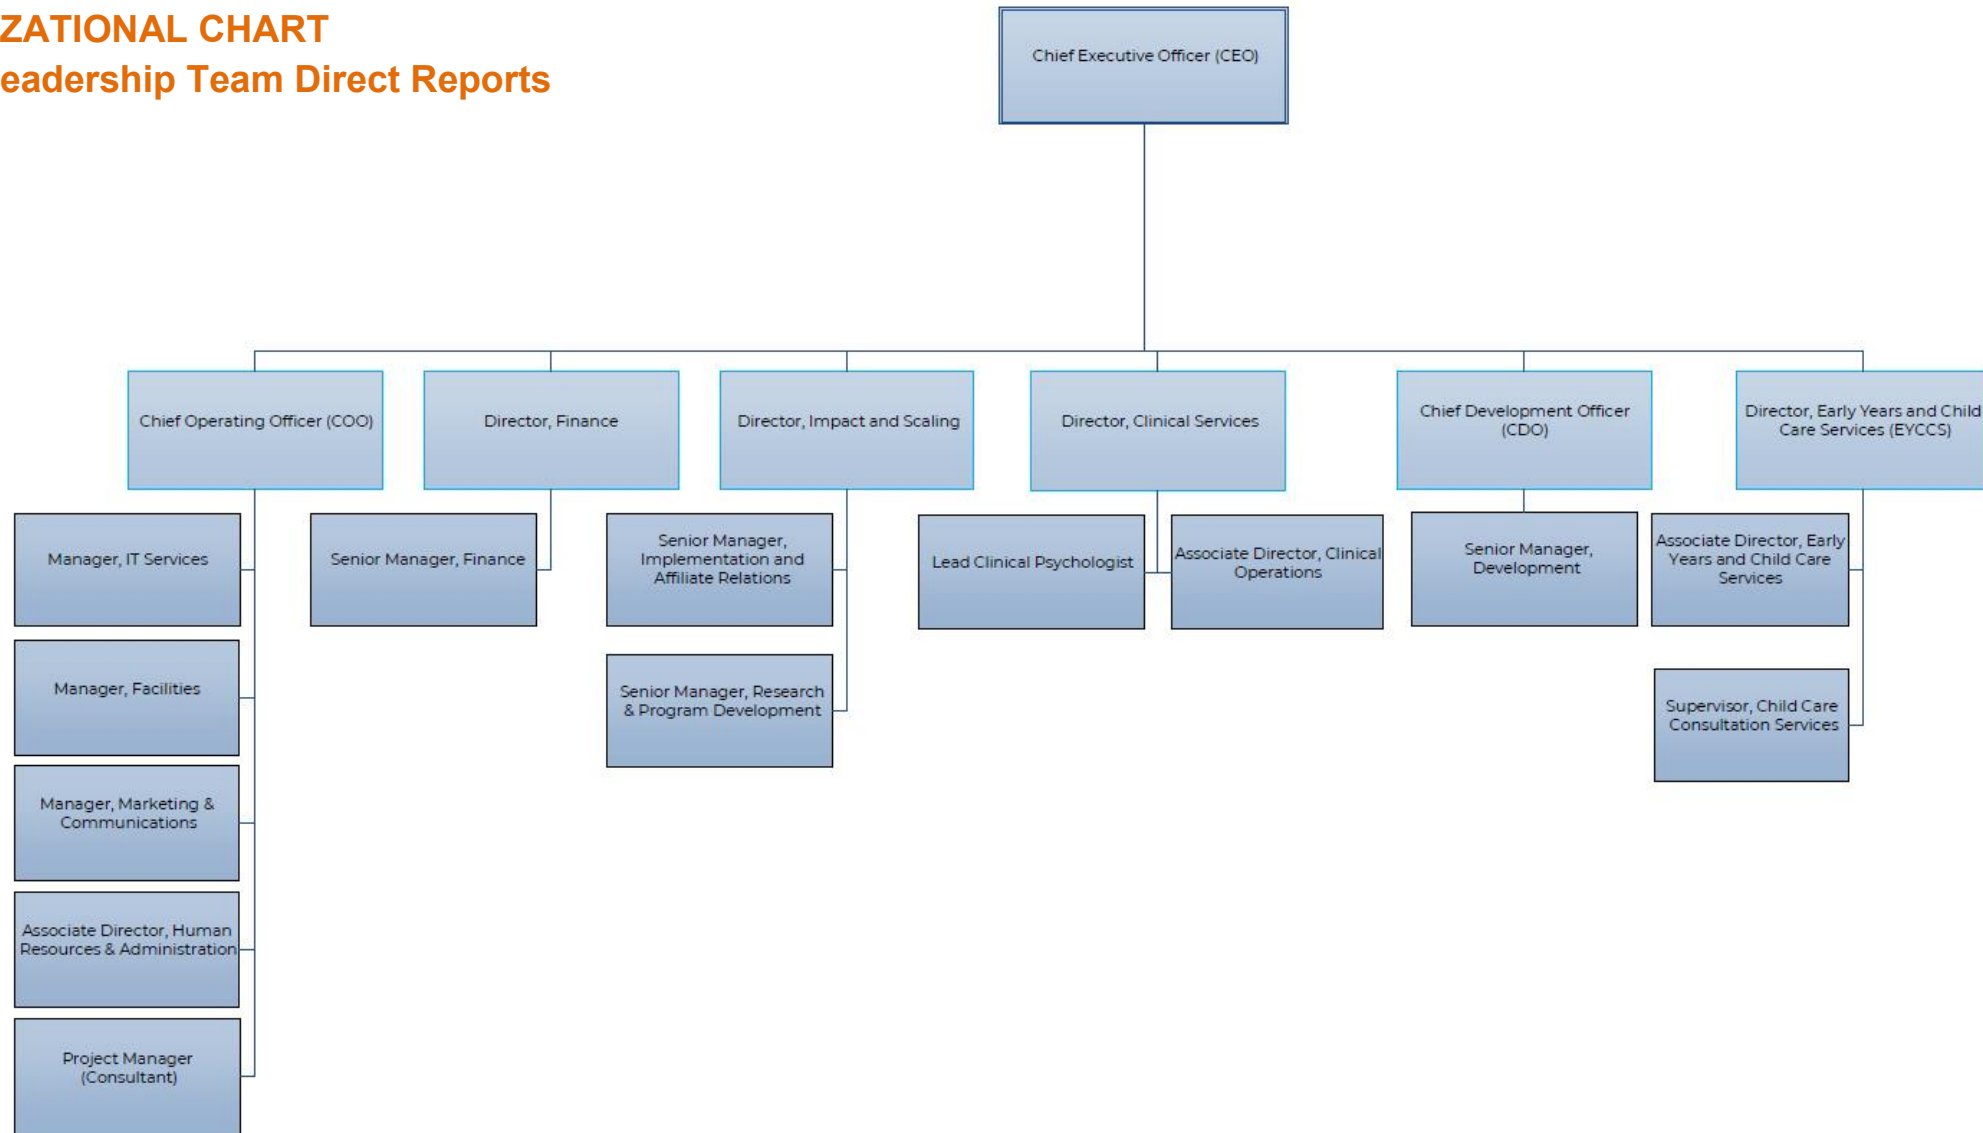 ZATIONAL CHART
eadership Team Direct Reports
Chief Executive Officer (CEO)
Chief Operating Officer (COO)
Director, Finance
Director, Impact and Scaling
Director, Clinical Services
Chief Development Officer
(CDO)
Director, Early Years and Child
Care Services (EYCCS)
Manager, IT Services
Manager, Facilities
Manager, Marketing &
Communications
Associate Director, Human
Resources & Administration
Project Manager
(Consultant)
Senior Manager, Finance
Senior Manager,
Implementation and
Affiliate Relations
Senior Manager, Research
& Program Development
Lead Clinical Psychologist
Associate Director, Clinical
Operations
Senior Manager,
Development
Associate Director, Early
Years and Child Care
Services
Supervisor, Child Care
Consultation Services